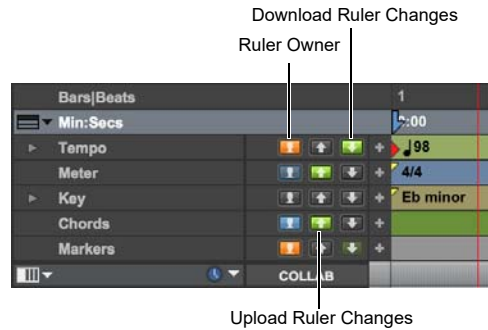 Download Ruler Changes
Ruler Owner
Bars|Beats 1
Min:Secs 0:00
Tempo + 98
Meter + 4/4
Key + Eb minor
Chords +
Markers +
COLLAB
Upload Ruler Changes